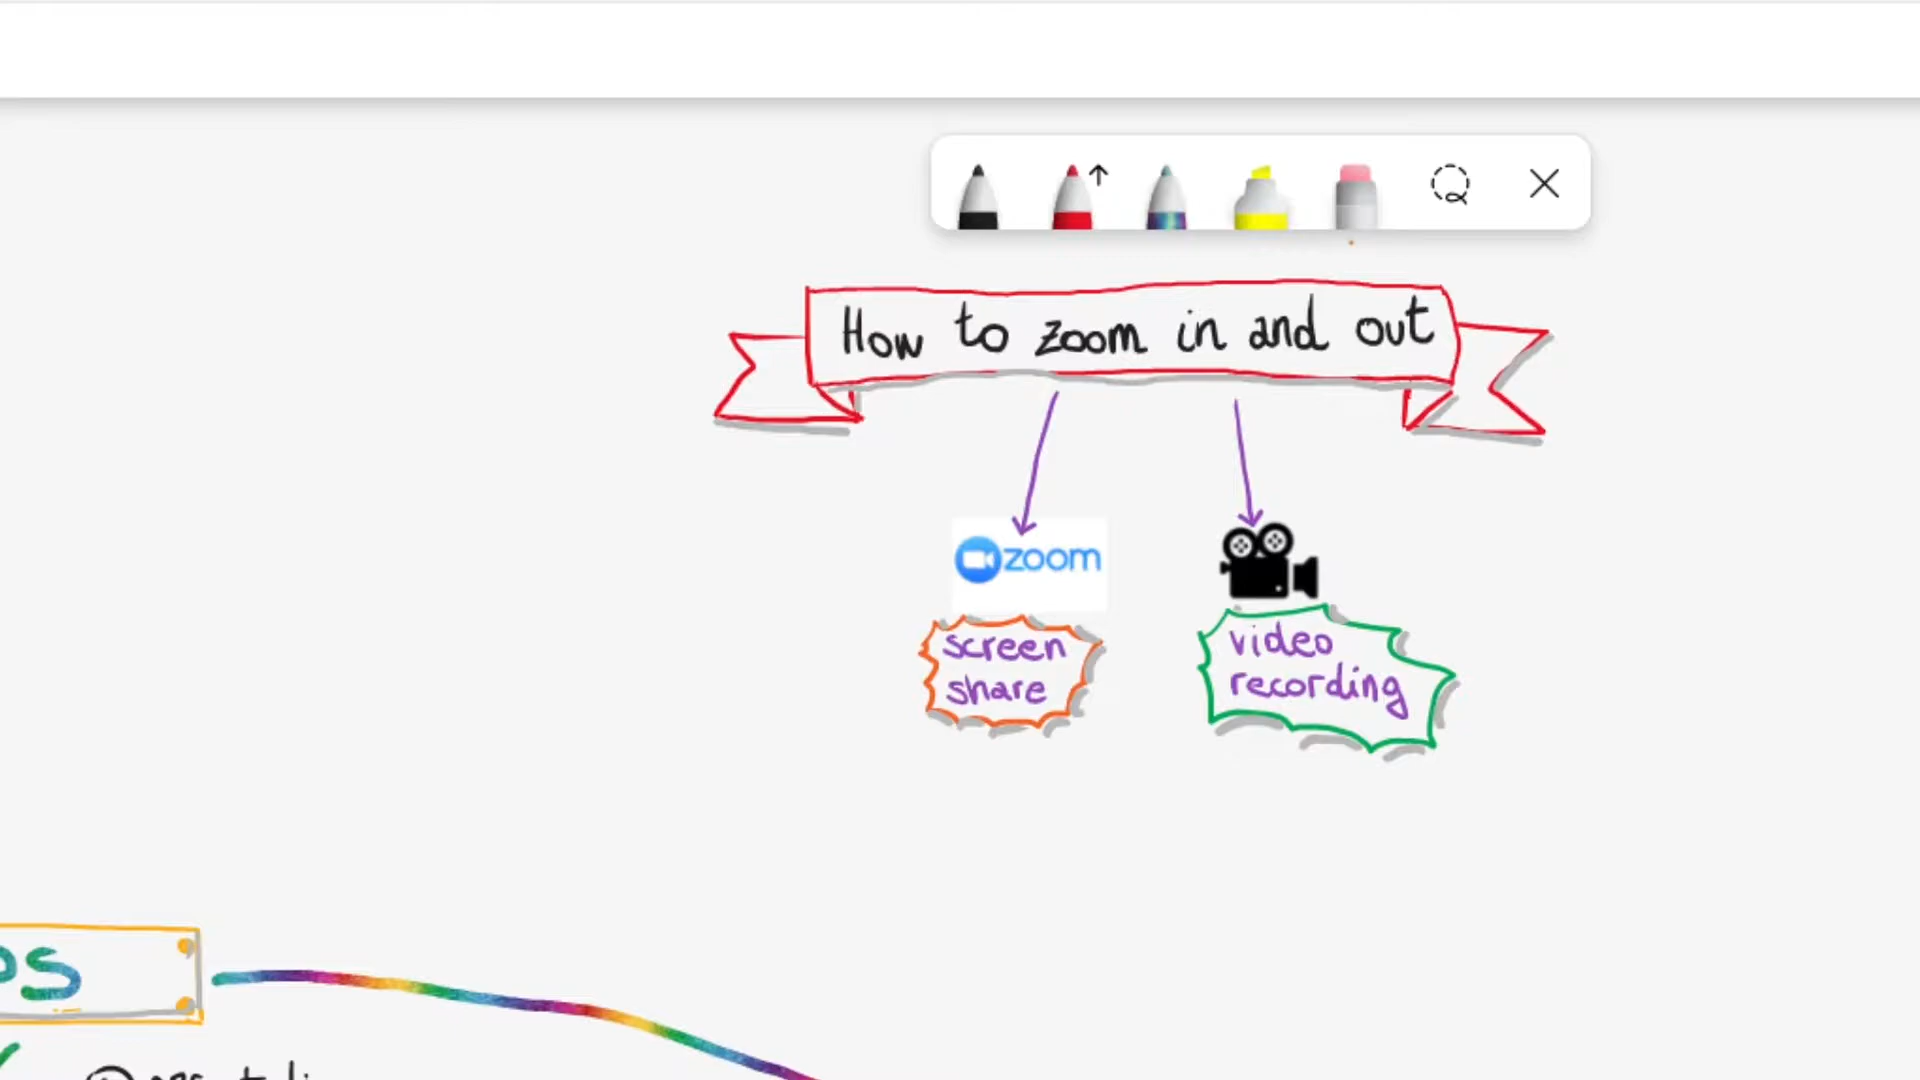 How to zoom in and out
zoom
screen
share
video
recording